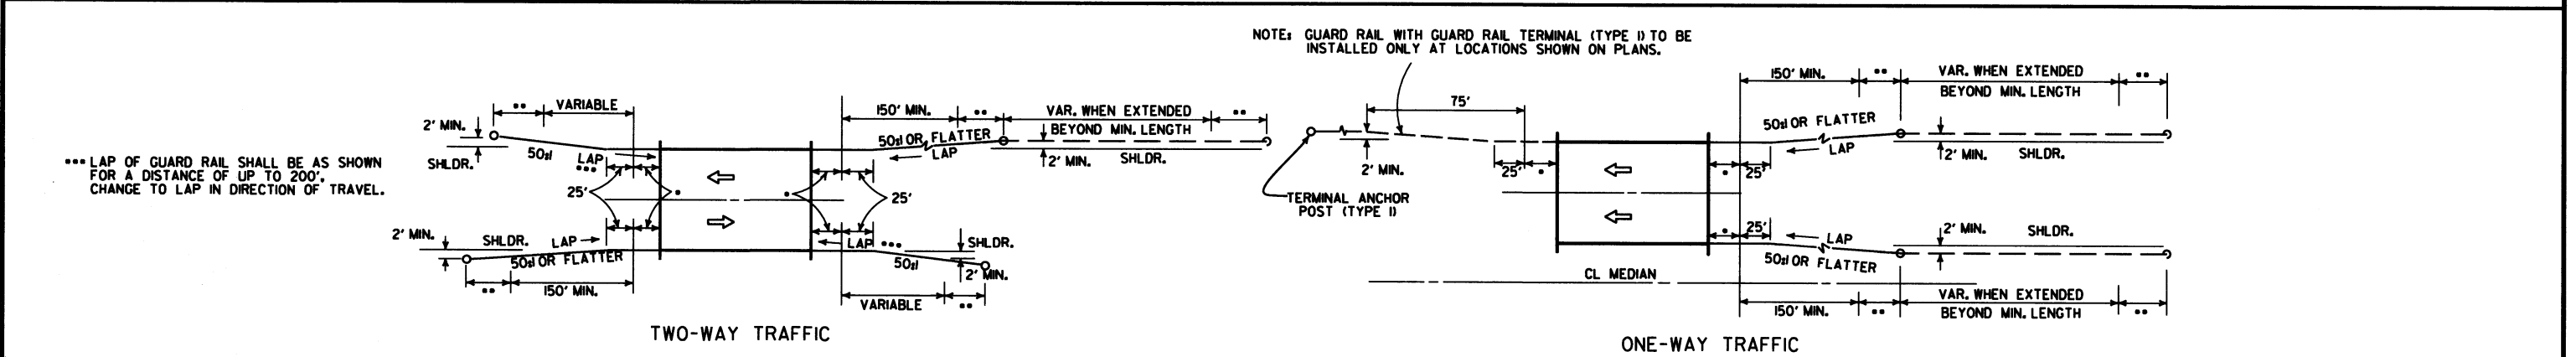 NOTE: GUARD RAIL WITH GUARD RAIL TERMINAL (TYPE I) TO BE
INSTALLED ONLY AT LOCATIONS SHOWN ON PLANS.
••• LAP OF GUARD RAIL SHALL BE AS SHOWN
FOR A DISTANCE OF UP TO 200'.
CHANGE TO LAP IN DIRECTION OF TRAVEL.
•• VARIABLE
2' MIN.
SHLDR.
50:1
LAP
•••
25'
•
150' MIN.
••
VAR. WHEN EXTENDED
BEYOND MIN. LENGTH
••
50:1 OR FLATTER
LAP
2' MIN.
SHLDR.
•
25'
2' MIN.
SHLDR.
LAP
50:1 OR FLATTER
••
150' MIN.
LAP •••
SHLDR.
50:1
2' MIN.
VARIABLE
••
TWO-WAY TRAFFIC
75'
2' MIN.
25'
•
TERMINAL ANCHOR
POST (TYPE I)
150' MIN.
••
VAR. WHEN EXTENDED
BEYOND MIN. LENGTH
••
50:1 OR FLATTER
LAP
2' MIN.
SHLDR.
•
25'
•
25'
LAP
50:1 OR FLATTER
2' MIN.
SHLDR.
CL MEDIAN
150' MIN.
••
VAR. WHEN EXTENDED
BEYOND MIN. LENGTH
••
ONE-WAY TRAFFIC